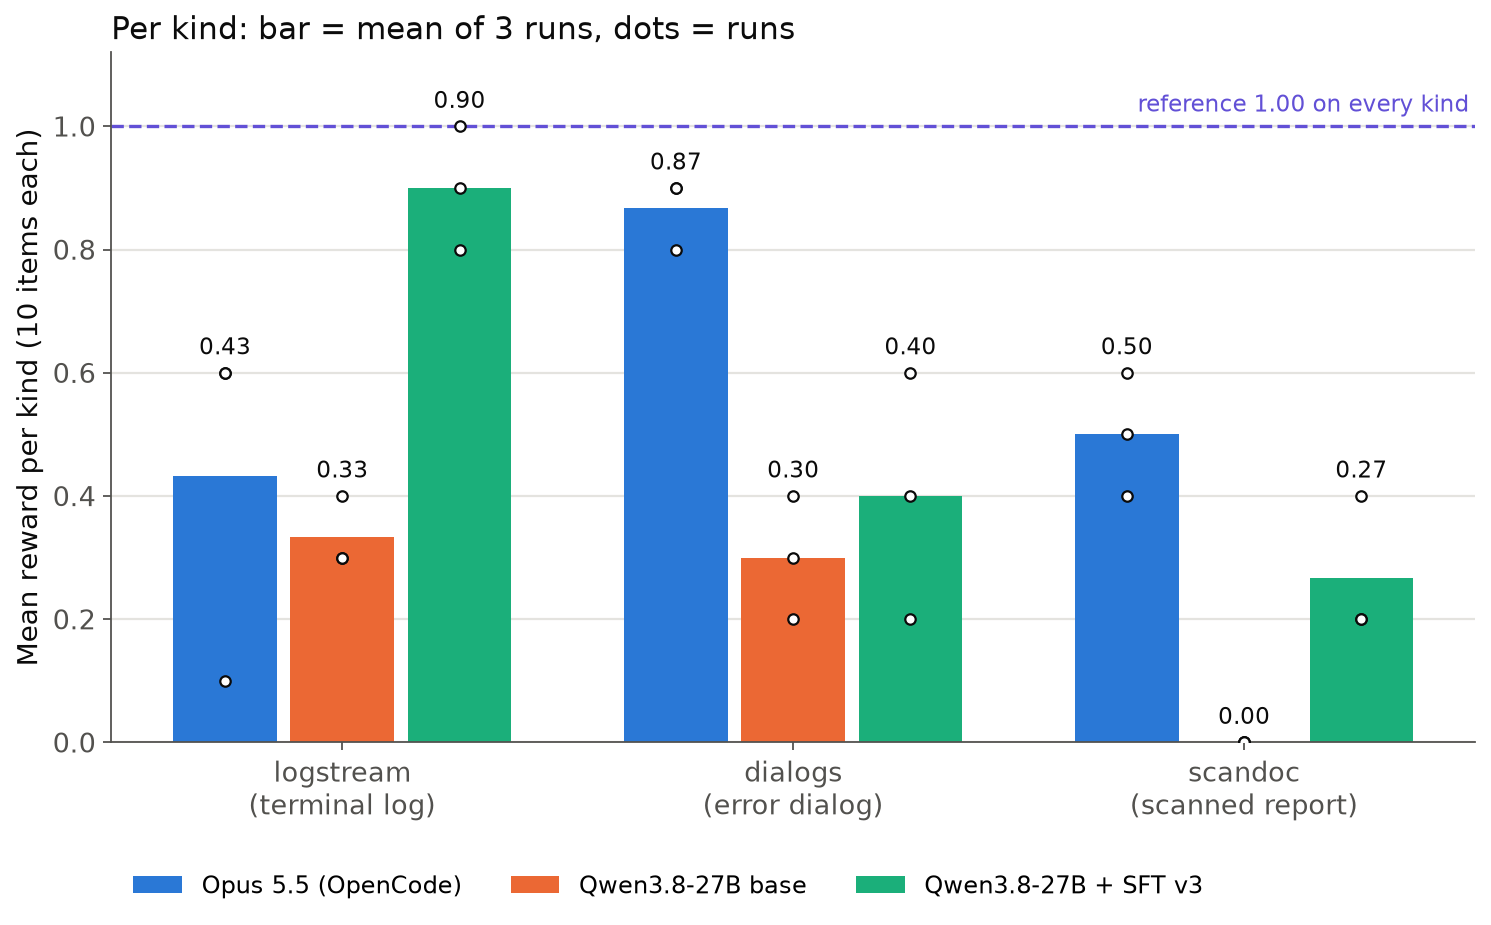 Per kind: bar = mean of 3 runs, dots = runs
Mean reward per kind (10 items each)
reference 1.00 on every kind
1.0
0.8
0.6
0.4
0.2
0.0
0.43
0.33
0.90
0.87
0.30
0.40
0.50
0.00
0.27
logstream
(terminal log)
dialogs
(error dialog)
scandoc
(scanned report)
Opus 5.5 (OpenCode)
Qwen3.8-27B base
Qwen3.8-27B + SFT v3